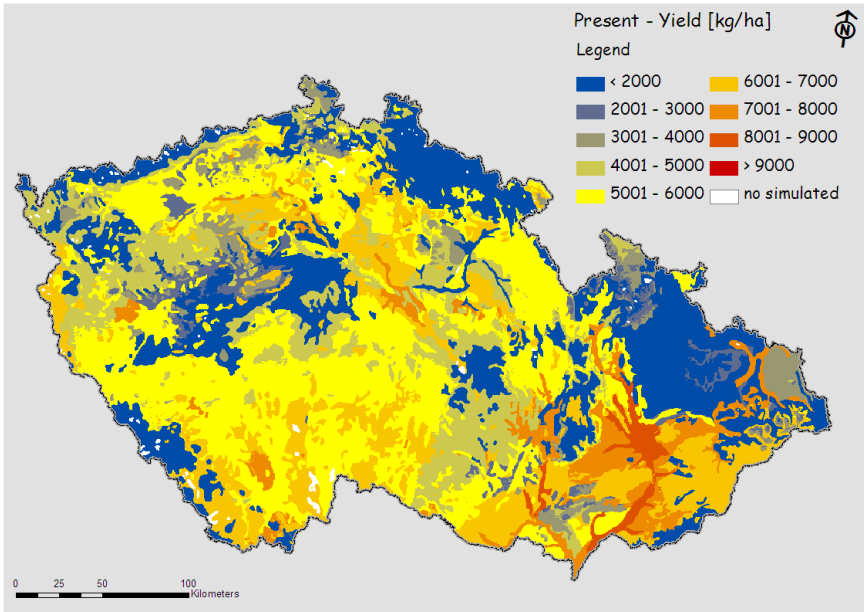 Present - Yield [kg/ha]
N
Legend
< 2000
2001 - 3000
3001 - 4000
4001 - 5000
5001 - 6000
6001 - 7000
7001 - 8000
8001 - 9000
> 9000
no simulated
0 25 50 100
Kilometers